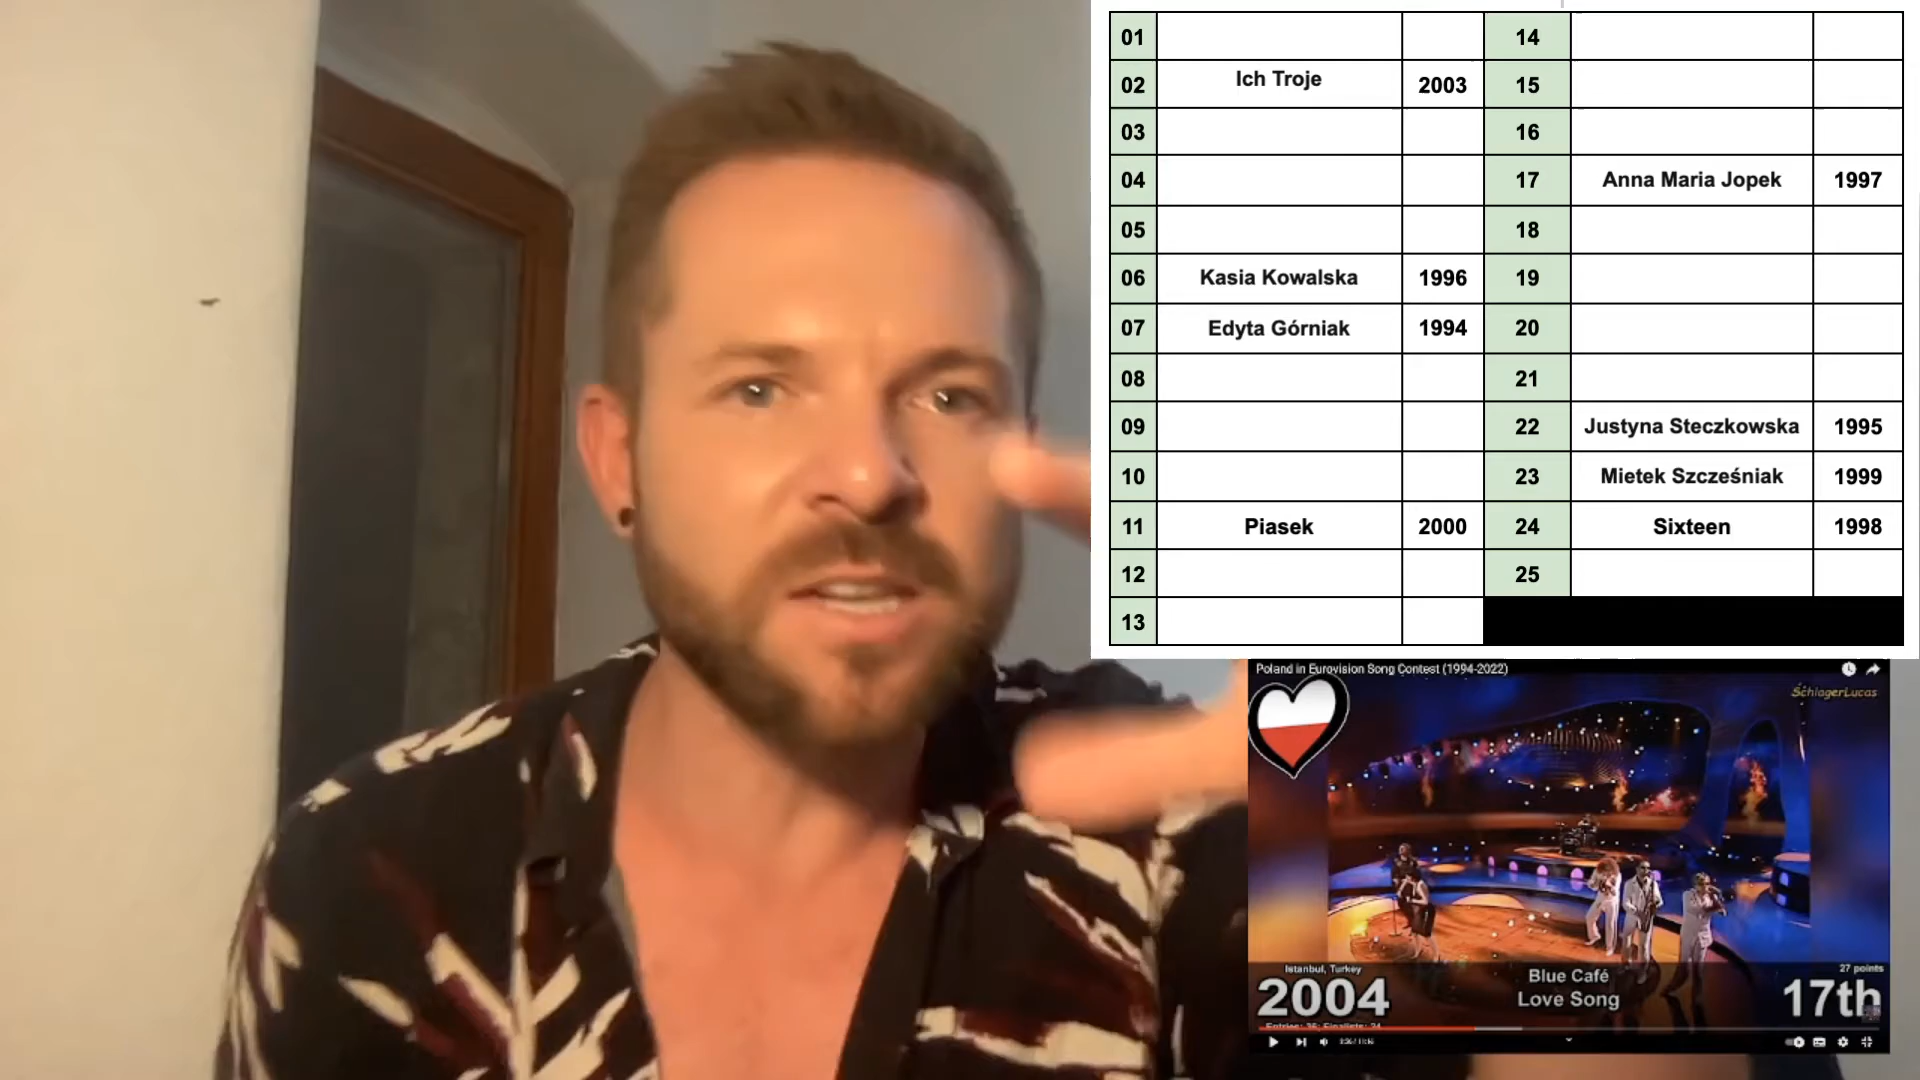 01 14
02 Ich Troje 2003 15
03 16
04 17 Anna Maria Jopek 1997
05 18
06 Kasia Kowalska 1996 19
07 Edyta Górniak 1994 20
08 21
09 22 Justyna Steczkowska 1995
10 23 Mietek Szcześniak 1999
11 Piasek 2000 24 Sixteen 1998
12 25
13
Poland in Eurovision Song Contest (1994-2022)
SchlagerLucas
Istanbul, Turkey
2004
Blue Café
Love Song
27 points
17th